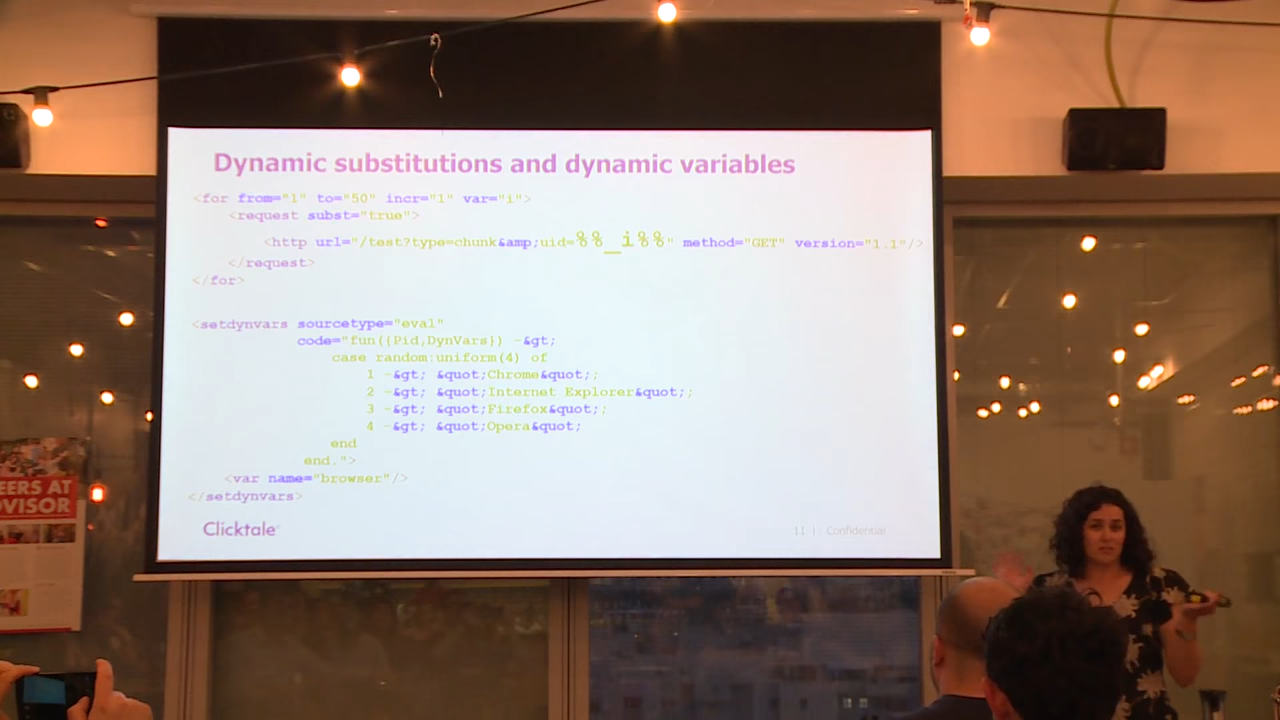 Dynamic substitutions and dynamic variables
<for from="1" to="50" incr="1" var="i">
<request subst="true">
<http url="/test?type=chunk&amp;uid=%%_i%%" method="GET" version="1.1"/>
</request>
</for>
<setdynvars sourcetype="eval"
code="fun({Pid,DynVars}) -&gt;
case random:uniform(4) of
1 -&gt; &quot;Chrome&quot;;
2 -&gt; &quot;Internet Explorer&quot;;
3 -&gt; &quot;Firefox&quot;;
4 -&gt; &quot;Opera&quot;
end
end.">
<var name="browser"/>
</setdynvars>
Clicktale
11 | Confidential
EERS AT
VISOR